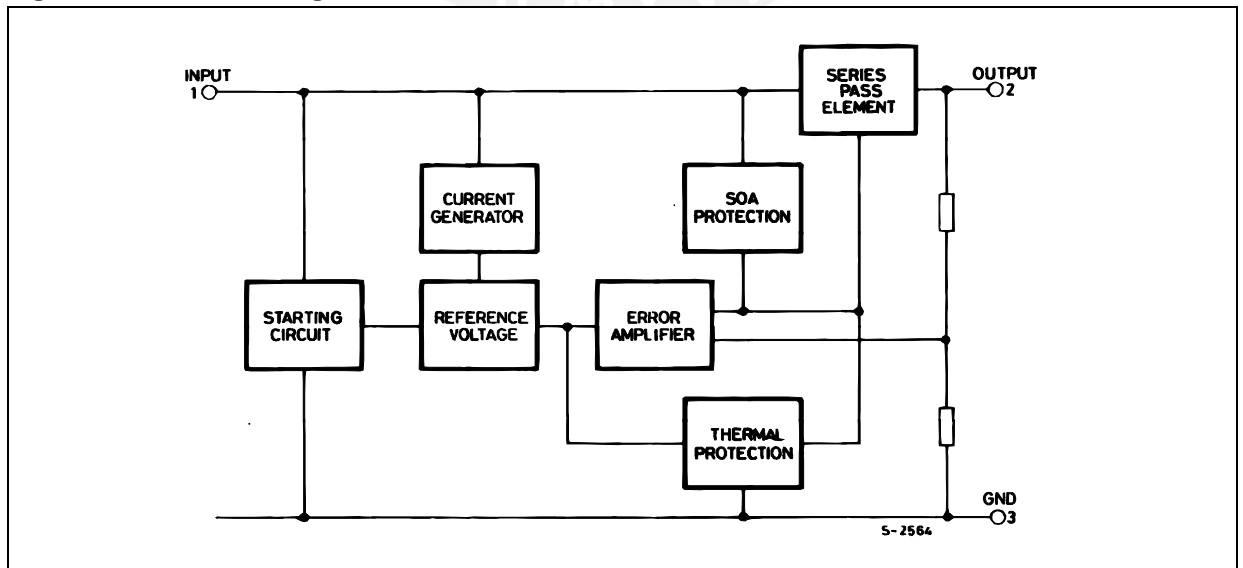 INPUT
1
SERIES
PASS
ELEMENT
OUTPUT
2
CURRENT
GENERATOR
SOA
PROTECTION
STARTING
CIRCUIT
REFERENCE
VOLTAGE
ERROR
AMPLIFIER
THERMAL
PROTECTION
GND
3
S-2564